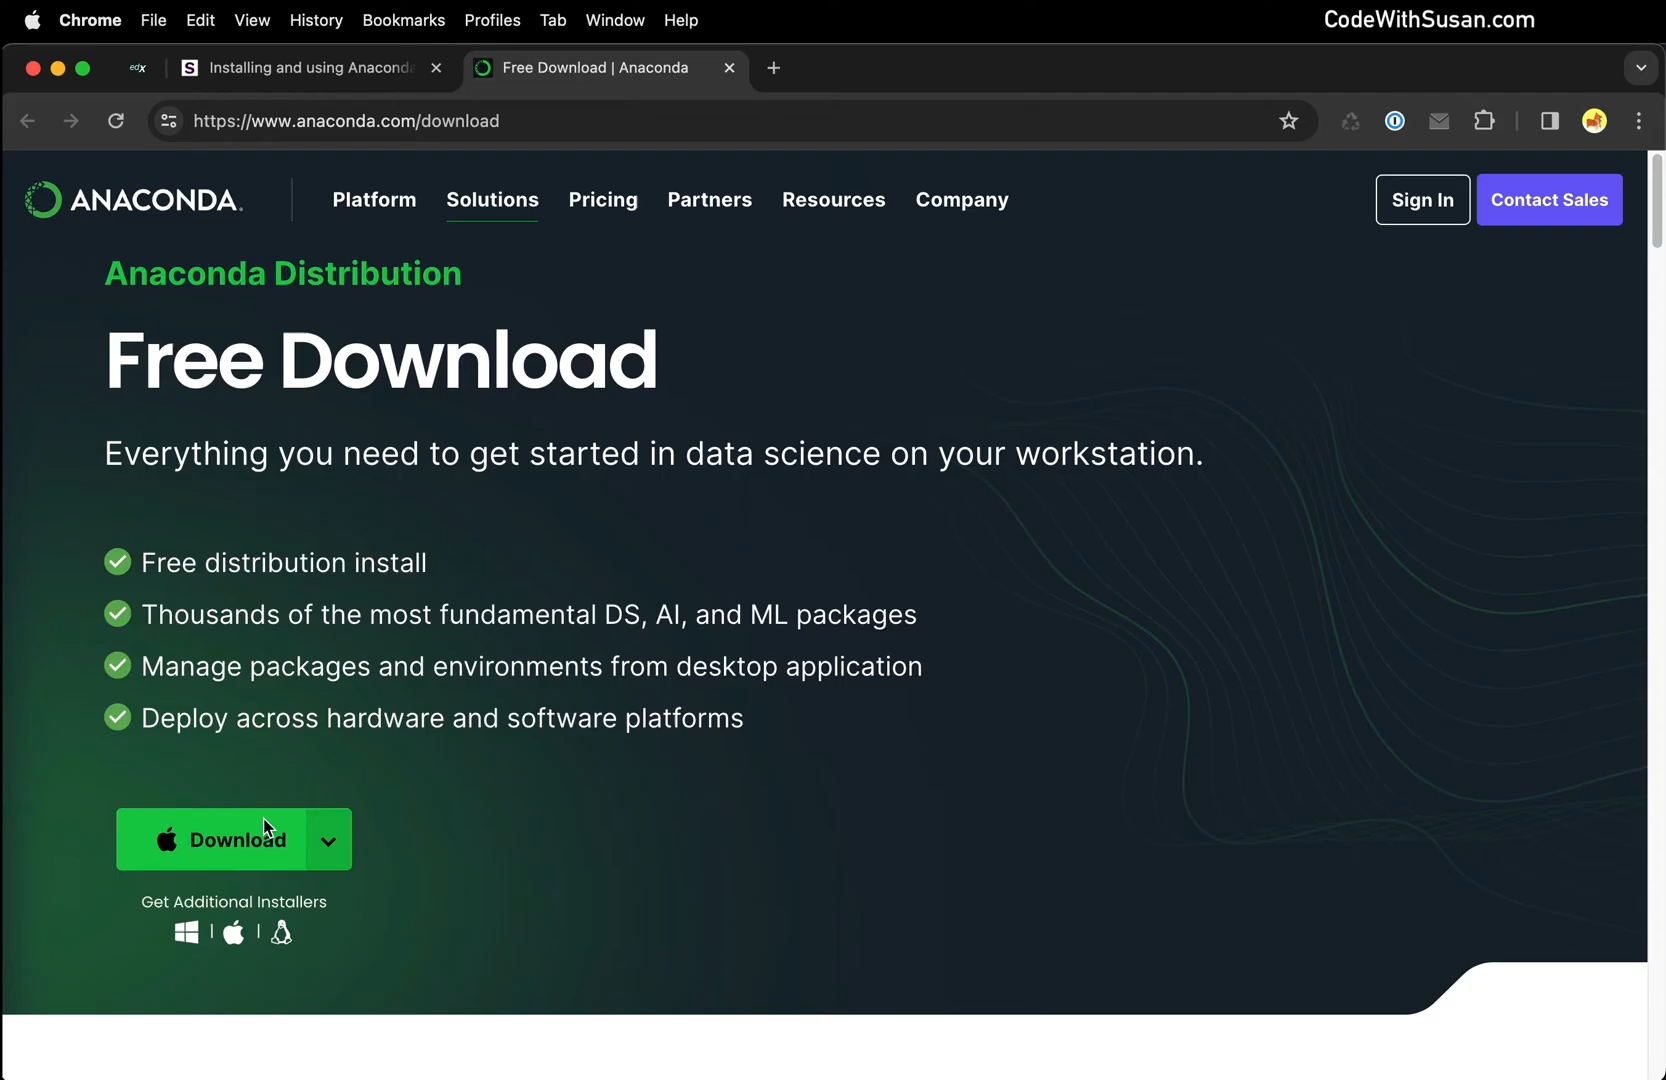 Chrome File Edit View History Bookmarks Profiles Tab Window Help
CodeWithSusan.com
edX
S Installing and using Anacond
Free Download | Anaconda
https://www.anaconda.com/download
ANACONDA.
Platform Solutions Pricing Partners Resources Company
Sign In
Contact Sales
Anaconda Distribution
Free Download
Everything you need to get started in data science on your workstation.
Free distribution install
Thousands of the most fundamental DS, AI, and ML packages
Manage packages and environments from desktop application
Deploy across hardware and software platforms
Download
Get Additional Installers